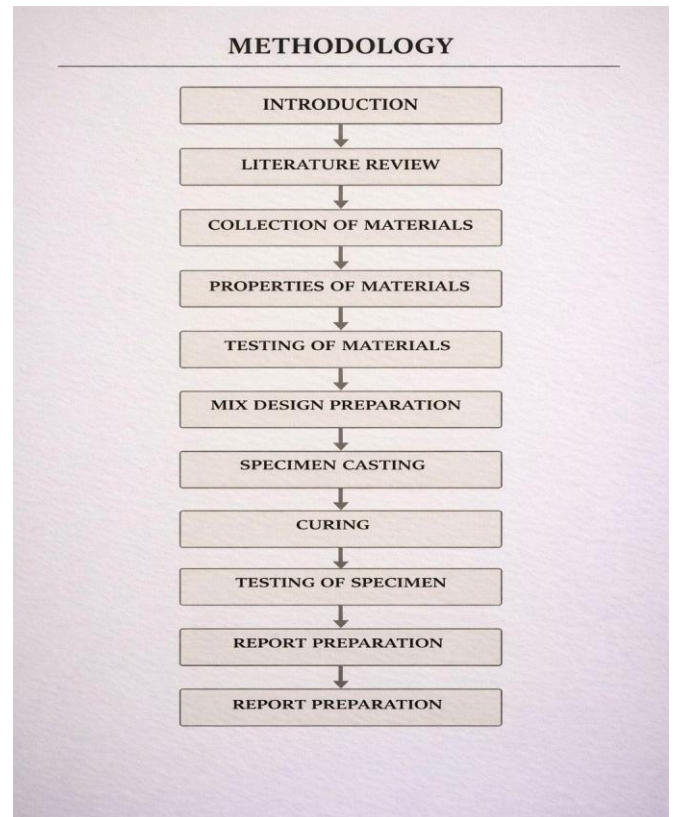 METHODOLOGY
INTRODUCTION
LITERATURE REVIEW
COLLECTION OF MATERIALS
PROPERTIES OF MATERIALS
TESTING OF MATERIALS
MIX DESIGN PREPARATION
SPECIMEN CASTING
CURING
TESTING OF SPECIMEN
REPORT PREPARATION
REPORT PREPARATION